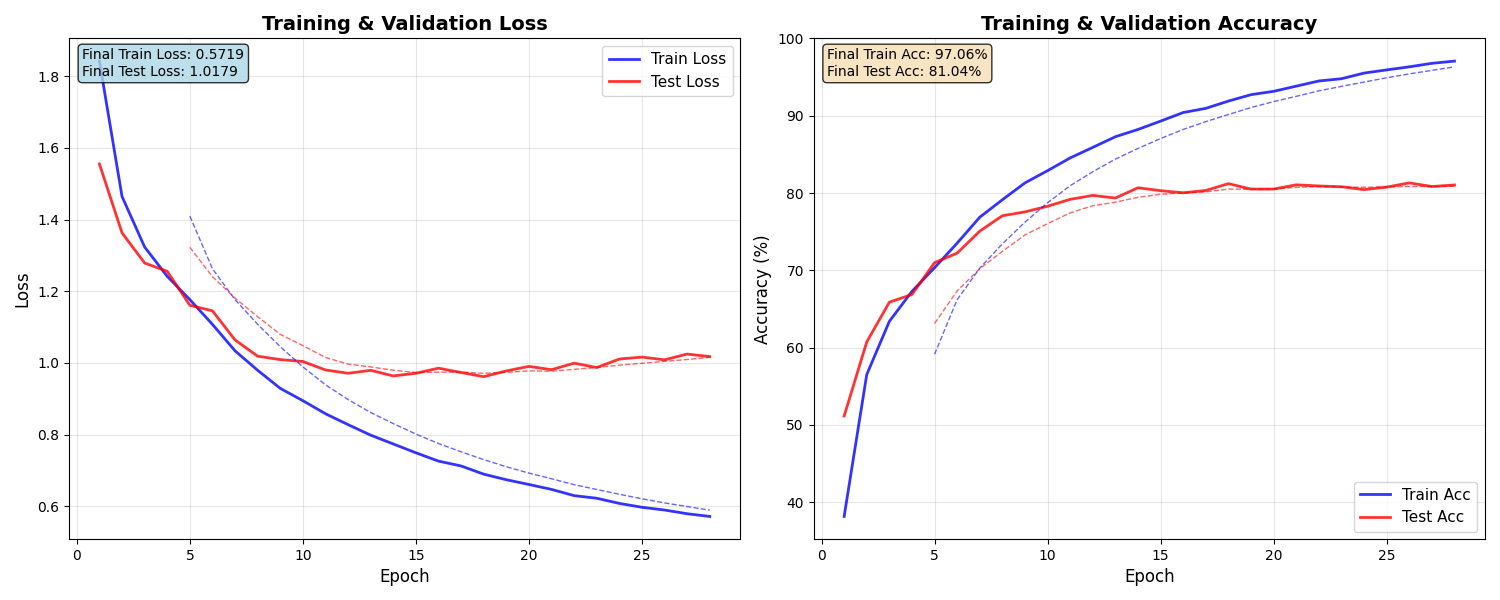 Training & Validation Loss
Final Train Loss: 0.5719
Final Test Loss: 1.0179
Train Loss
Test Loss
1.8
1.6
1.4
1.2
1.0
0.8
0.6
Loss
0 5 10 15 20 25
Epoch
Training & Validation Accuracy
Final Train Acc: 97.06%
Final Test Acc: 81.04%
100
90
80
70
60
50
40
Accuracy (%)
Train Acc
Test Acc
0 5 10 15 20 25
Epoch